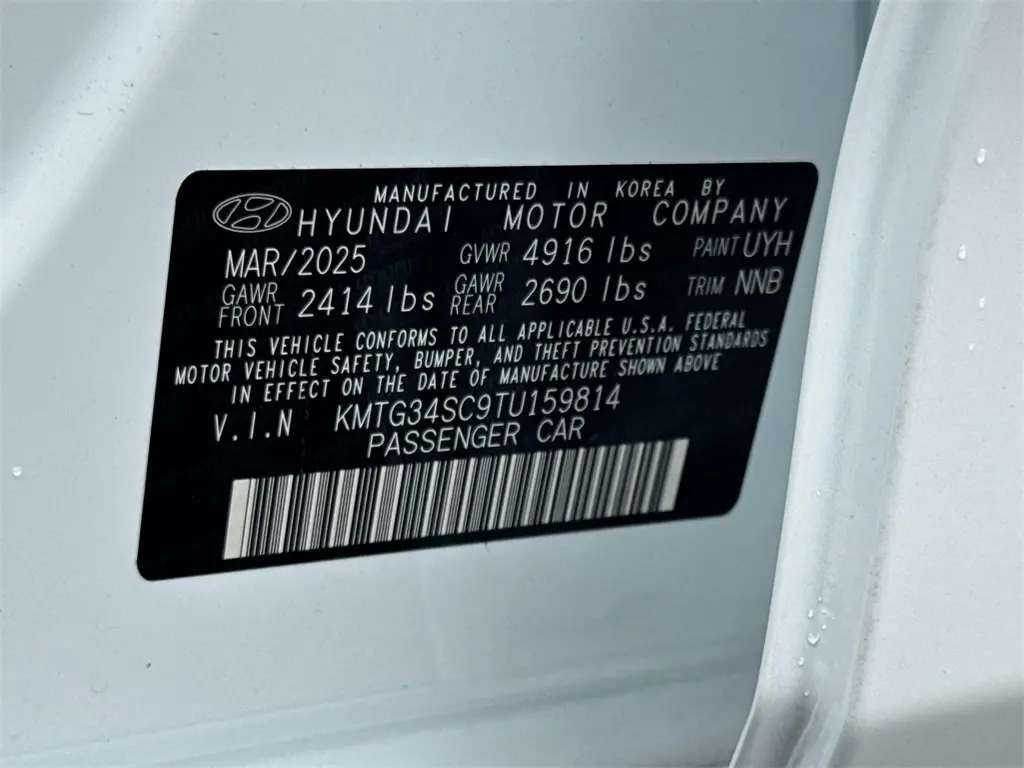 MANUFACTURED IN KOREA BY
HYUNDAI MOTOR COMPANY
MAR/2025 GVWR 4916 lbs PAINT UYH
GAWR FRONT 2414 lbs GAWR REAR 2690 lbs TRIM NNB
THIS VEHICLE CONFORMS TO ALL APPLICABLE U.S.A. FEDERAL
MOTOR VEHICLE SAFETY, BUMPER, AND THEFT PREVENTION STANDARDS
IN EFFECT ON THE DATE OF MANUFACTURE SHOWN ABOVE
V.I.N KMTG34SC9TU159814
PASSENGER CAR